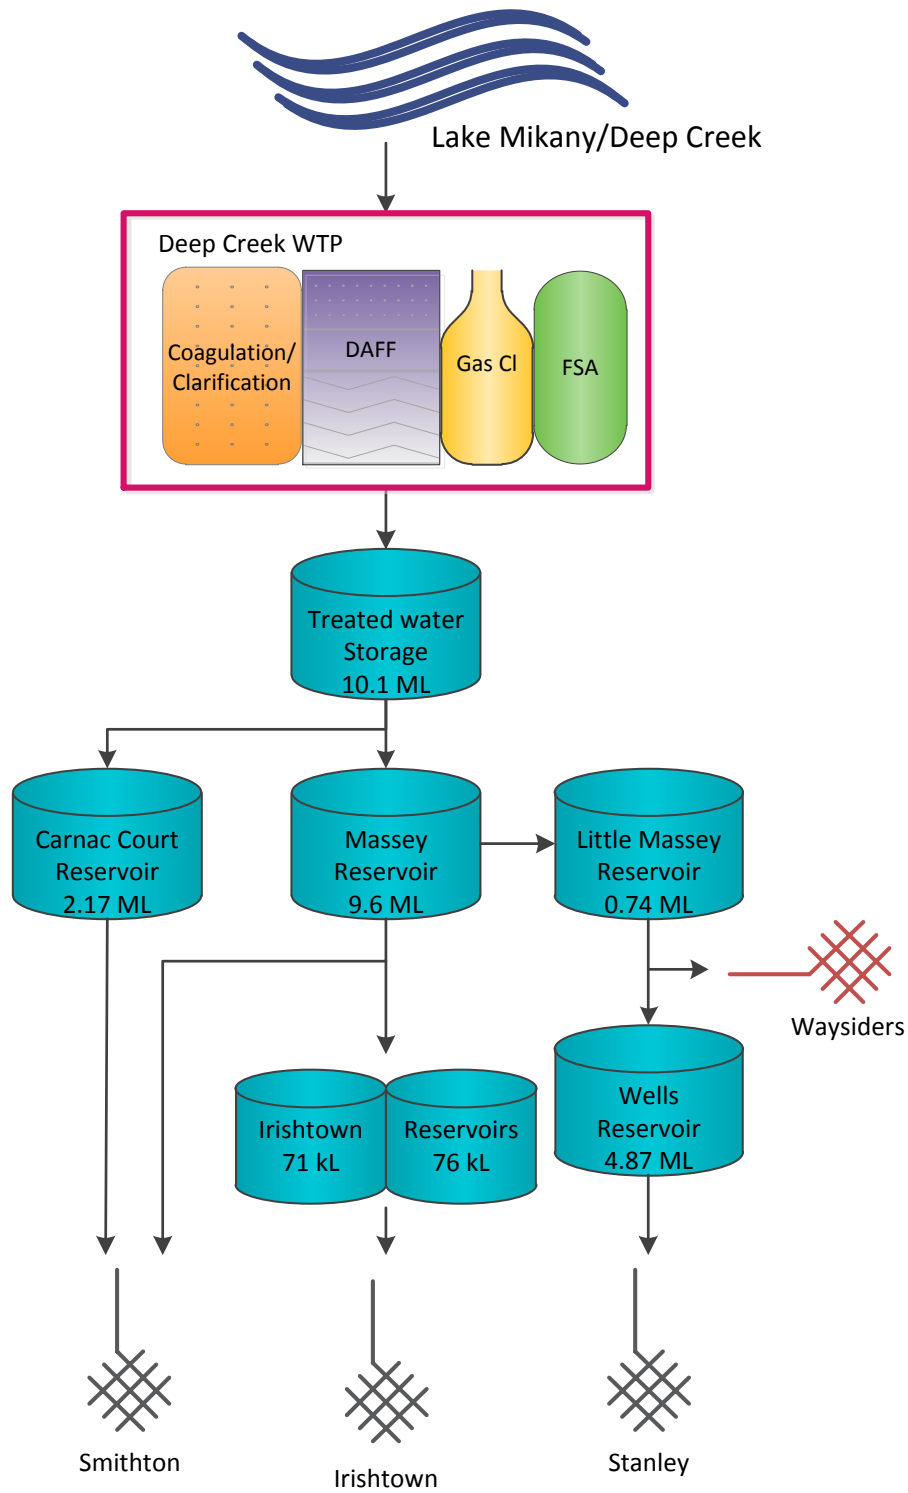 Lake Mikany/Deep Creek
Deep Creek WTP
Coagulation/
Clarification
DAFF
Gas Cl
FSA
Treated water
Storage
10.1 ML
Carnac Court
Reservoir
2.17 ML
Massey
Reservoir
9.6 ML
Little Massey
Reservoir
0.74 ML
Waysiders
Irishtown
71 kL
Reservoirs
76 kL
Wells
Reservoir
4.87 ML
Smithton
Irishtown
Stanley